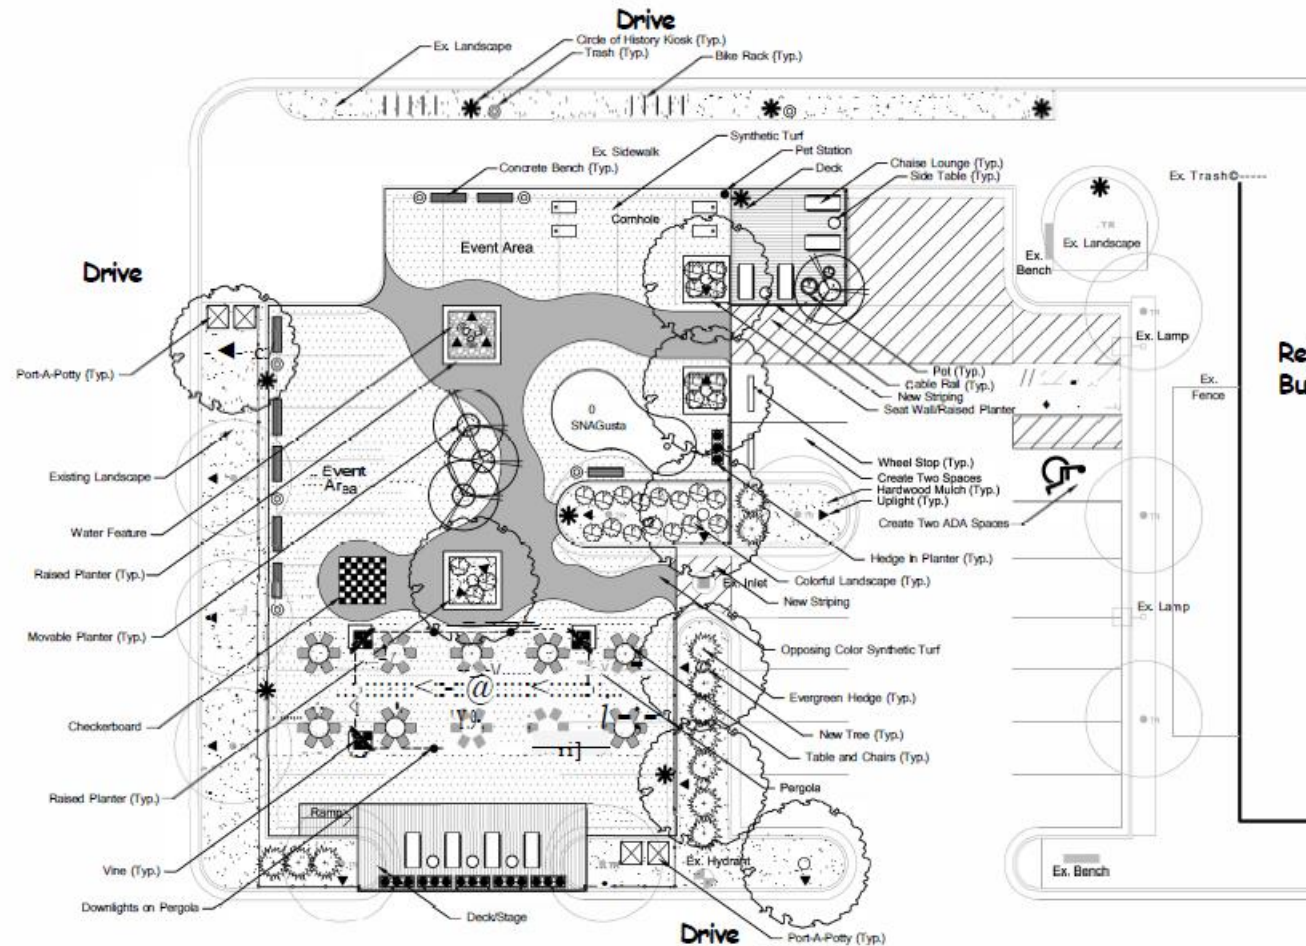 Drive
Ex. Landscape
Circle of History Kiosk (Typ.)
Trash (Typ.)
Bike Rack (Typ.)
Synthetic Turf
Ex. Sidewalk
Pet Station
Concrete Bench (Typ.)
Deck
Chaise Lounge (Typ.)
Side Table (Typ.)
Ex. Trash
Cornhole
Event Area
Ex. Landscape
Ex.
Bench
Drive
Ex. Lamp
Port-A-Potty (Typ.)
Pot (Typ.)
Cable Rail (Typ.)
New Striping
Seat Wall/Raised Planter
Ex.
Fence
Re
Bu
0
SNAGusta
Existing Landscape
Event
Area
Wheel Stop (Typ.)
Create Two Spaces
Hardwood Mulch (Typ.)
Uplight (Typ.)
Create Two ADA Spaces
Water Feature
Hedge In Planter (Typ.)
Raised Planter (Typ.)
Ex. Inlet
Colorful Landscape (Typ.)
New Striping
Ex. Lamp
Movable Planter (Typ.)
Opposing Color Synthetic Turf
Evergreen Hedge (Typ.)
Checkerboard
New Tree (Typ.)
Table and Chairs (Typ.)
Pergola
Raised Planter (Typ.)
Ramp
Vine (Typ.)
Ex. Hydrant
Ex. Bench
Downlights on Pergola
Deck/Stage
Drive
Port-A-Potty (Typ.)